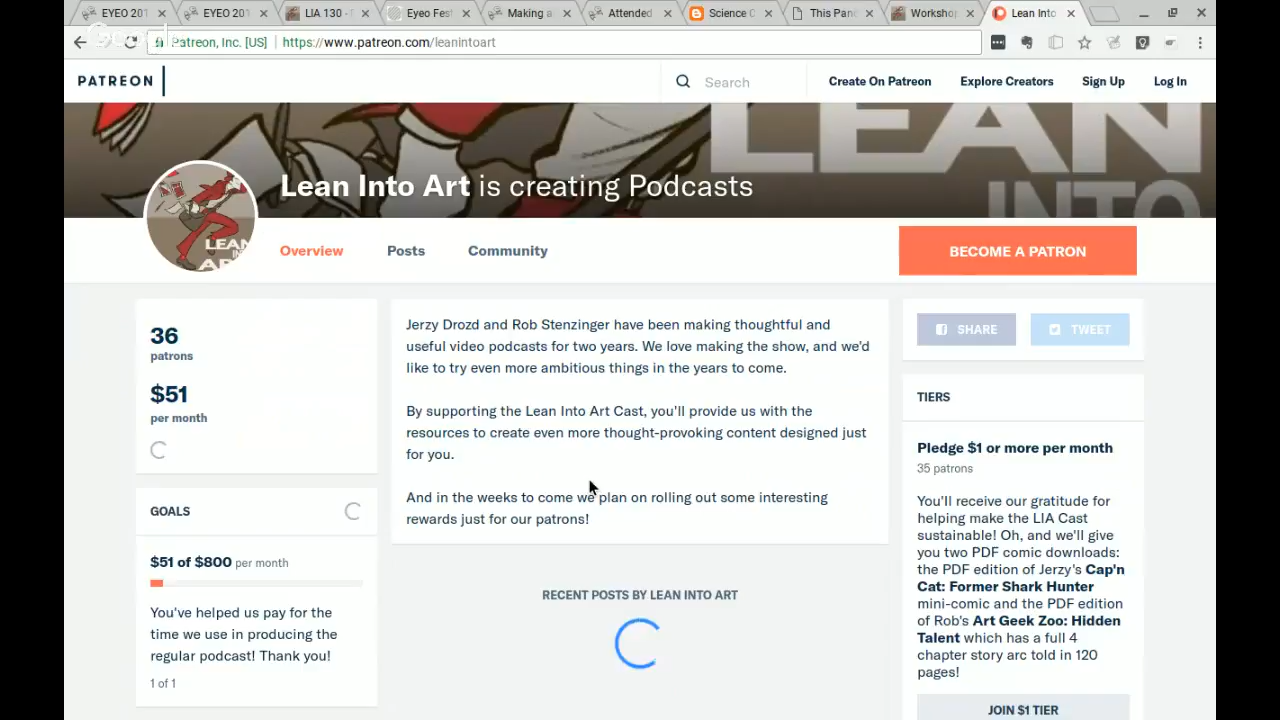 EYEO 201
EYEO 201
LIA 130 - F
Eyeo Fest
Making a
Attended
Science C
This Pane
Workshop
Lean Into
Patreon, Inc. [US]
https://www.patreon.com/leanintoart
PATREON
Search
Create On Patreon
Explore Creators
Sign Up
Log In
LEAN
INTO
Lean Into Art is creating Podcasts
LEAN
IN
ART
Overview
Posts
Community
BECOME A PATRON
36
patrons
$51
per month
GOALS
$51 of $800 per month
You've helped us pay for the
time we use in producing the
regular podcast! Thank you!
1 of 1
Jerzy Drozd and Rob Stenzinger have been making thoughtful and
useful video podcasts for two years. We love making the show, and we'd
like to try even more ambitious things in the years to come.
By supporting the Lean Into Art Cast, you'll provide us with the
resources to create even more thought-provoking content designed just
for you.
And in the weeks to come we plan on rolling out some interesting
rewards just for our patrons!
RECENT POSTS BY LEAN INTO ART
SHARE
TWEET
TIERS
Pledge $1 or more per month
35 patrons
You'll receive our gratitude for
helping make the LIA Cast
sustainable! Oh, and we'll give
you two PDF comic downloads:
the PDF edition of Jerzy's Cap'n
Cat: Former Shark Hunter
mini-comic and the PDF edition
of Rob's Art Geek Zoo: Hidden
Talent which has a full 4
chapter story arc told in 120
pages!
JOIN $1 TIER